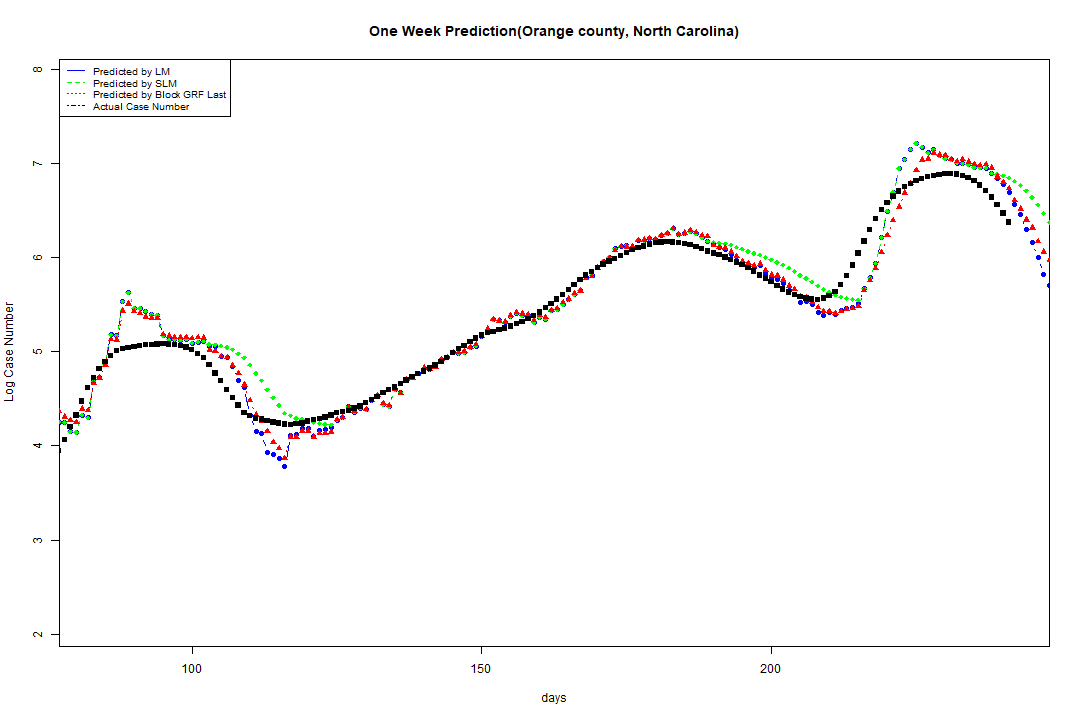 One Week Prediction(Orange county, North Carolina)
Predicted by LM
Predicted by SLM
Predicted by Block GRF Last
Actual Case Number
8
7
6
5
4
3
2
Log Case Number
100 150 200
days